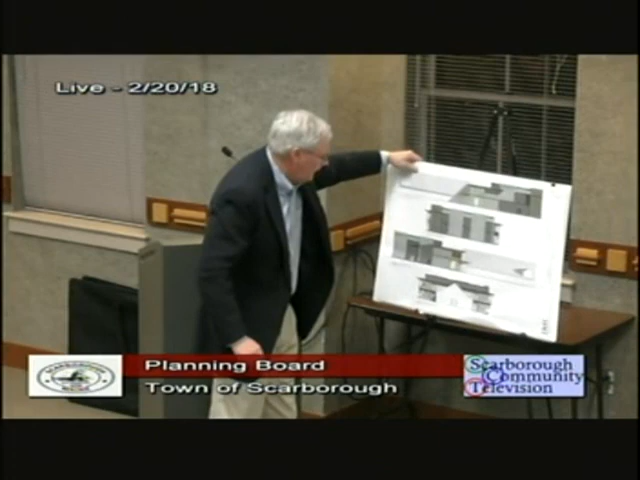 Live - 2/20/18
Planning Board
Town of Scarborough
Scarborough
Community
Television